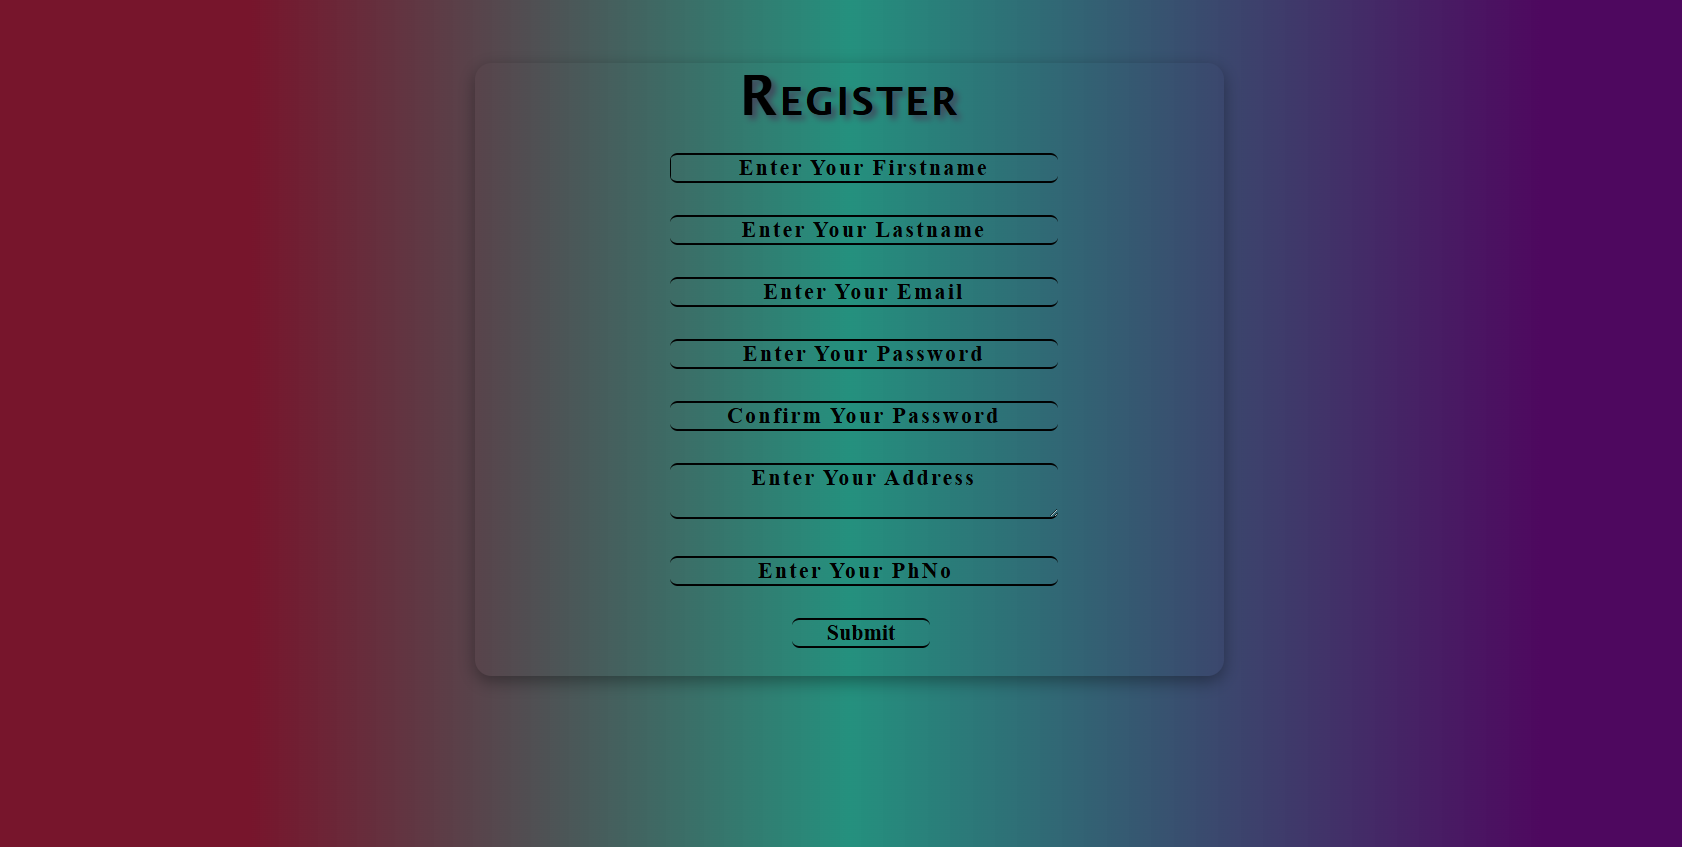 Register
Enter Your Firstname
Enter Your Lastname
Enter Your Email
Enter Your Password
Confirm Your Password
Enter Your Address
Enter Your PhNo
Submit